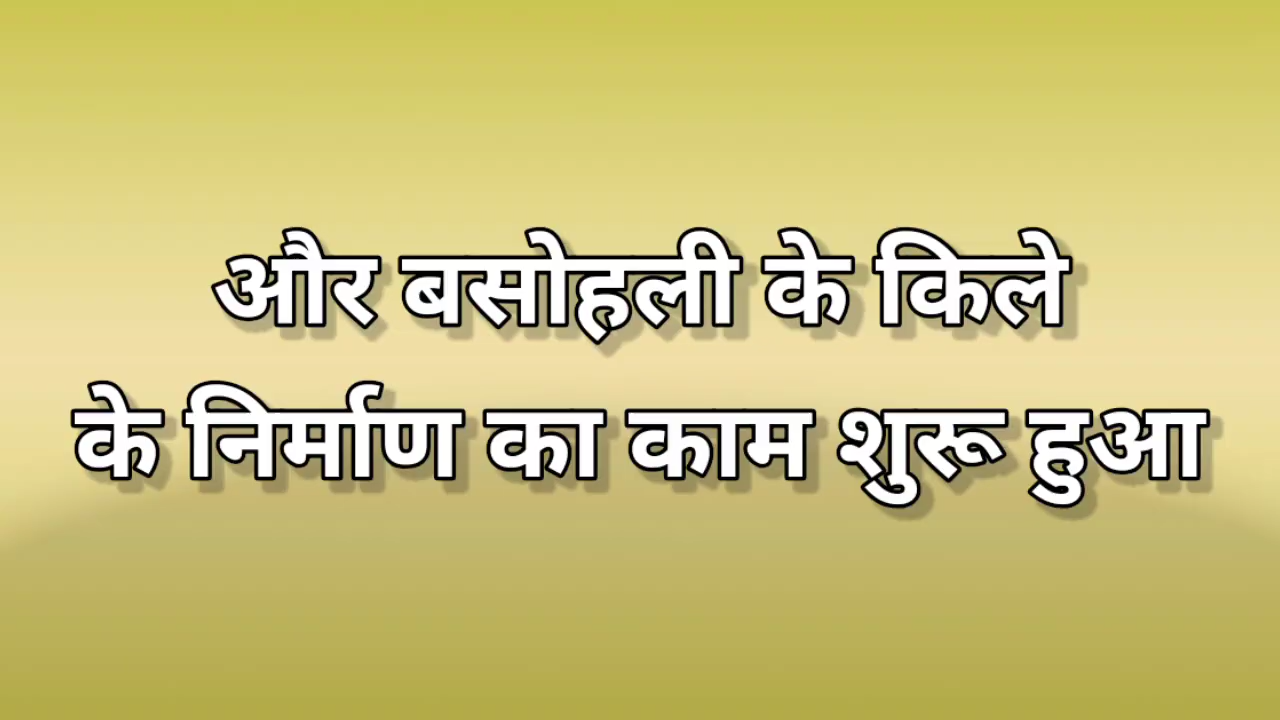 और बसोहली के किले
के निर्माण का काम शुरू हुआ